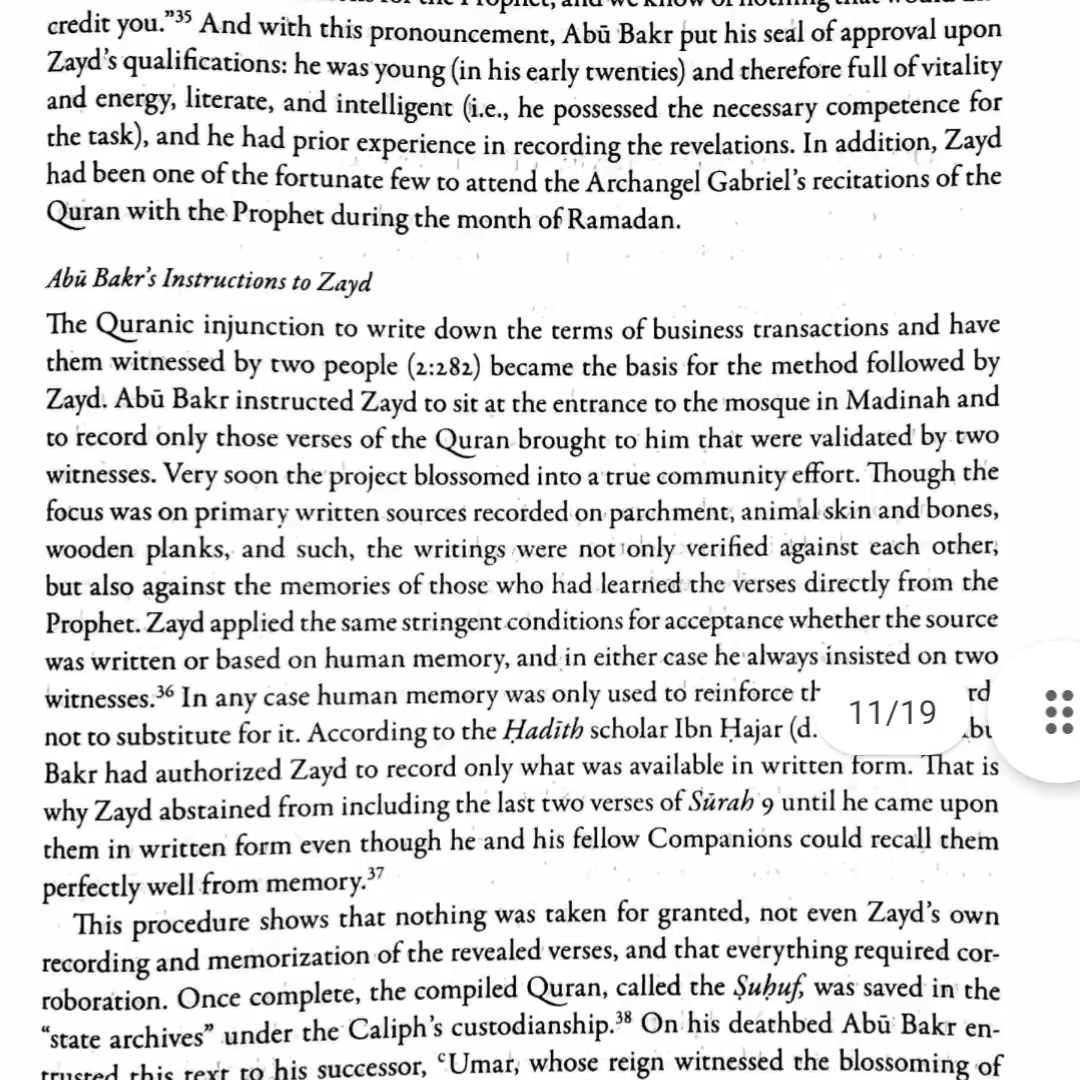 credit you.”³⁵ And with this pronouncement, Abū Bakr put his seal of approval upon
Zayd’s qualifications: he was young (in his early twenties) and therefore full of vitality
and energy, literate, and intelligent (i.e., he possessed the necessary competence for
the task), and he had prior experience in recording the revelations. In addition, Zayd
had been one of the fortunate few to attend the Archangel Gabriel’s recitations of the
Quran with the Prophet during the month of Ramadan.
Abū Bakr’s Instructions to Zayd
The Quranic injunction to write down the terms of business transactions and have
them witnessed by two people (2:282) became the basis for the method followed by
Zayd. Abū Bakr instructed Zayd to sit at the entrance to the mosque in Madinah and
to record only those verses of the Quran brought to him that were validated by two
witnesses. Very soon the project blossomed into a true community effort. Though the
focus was on primary written sources recorded on parchment, animal skin and bones,
wooden planks, and such, the writings were not only verified against each other,
but also against the memories of those who had learned the verses directly from the
Prophet. Zayd applied the same stringent conditions for acceptance whether the source
was written or based on human memory, and in either case he always insisted on two
witnesses.³⁶ In any case human memory was only used to reinforce
11/19
not to substitute for it. According to the Ḥadīth scholar Ibn Ḥajar (d.
Bakr had authorized Zayd to record only what was available in written form. That is
why Zayd abstained from including the last two verses of Sūrah 9 until he came upon
them in written form even though he and his fellow Companions could recall them
perfectly well from memory.³⁷
This procedure shows that nothing was taken for granted, not even Zayd’s own
recording and memorization of the revealed verses, and that everything required cor-
roboration. Once complete, the compiled Quran, called the Ṣuḥuf, was saved in the
“state archives” under the Caliph’s custodianship.³⁸ On his deathbed Abū Bakr en-
trusted this text to his successor, ʿUmar, whose reign witnessed the blossoming of